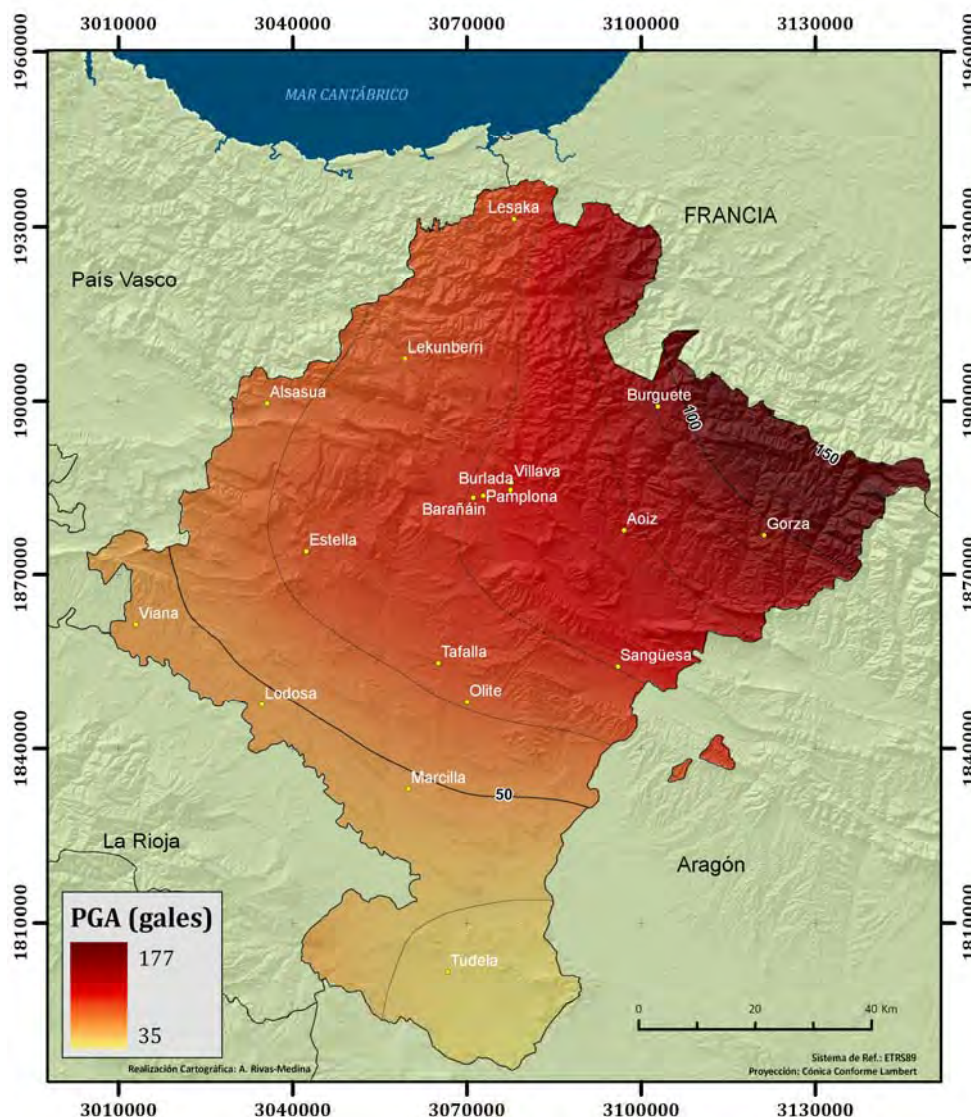 3010000 3040000 3070000 3100000 3130000
1960000 1960000
MAR CANTÁBRICO
Lesaka
FRANCIA
1930000 1930000
País Vasco
Lekunberri
Alsasua
Burguete
1900000 1900000
100
150
Villava
Burlada
Pamplona
Barañáin
Aoiz
Gorza
Estella
1870000 1870000
Viana
Tafalla
Sangüesa
Olite
Lodosa
1840000 1840000
Marcilla
50
La Rioja
Aragón
PGA (gales)
177
35
1810000 1810000
Tudela
0 20 40 Km
Realización Cartográfica: A. Rivas-Medina
Sistema de Ref.: ETRS89
Proyección: Cónica Conforme Lambert
3010000 3040000 3070000 3100000 3130000